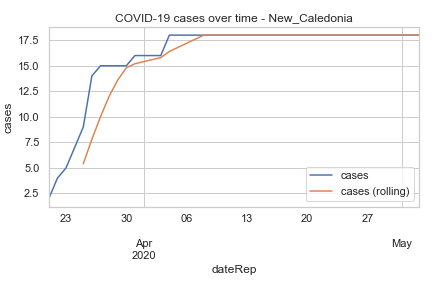 COVID-19 cases over time - New_Caledonia
cases
17.5
15.0
12.5
10.0
7.5
5.0
2.5
cases
cases (rolling)
23 30 06 13 20 27
Apr May
2020
dateRep